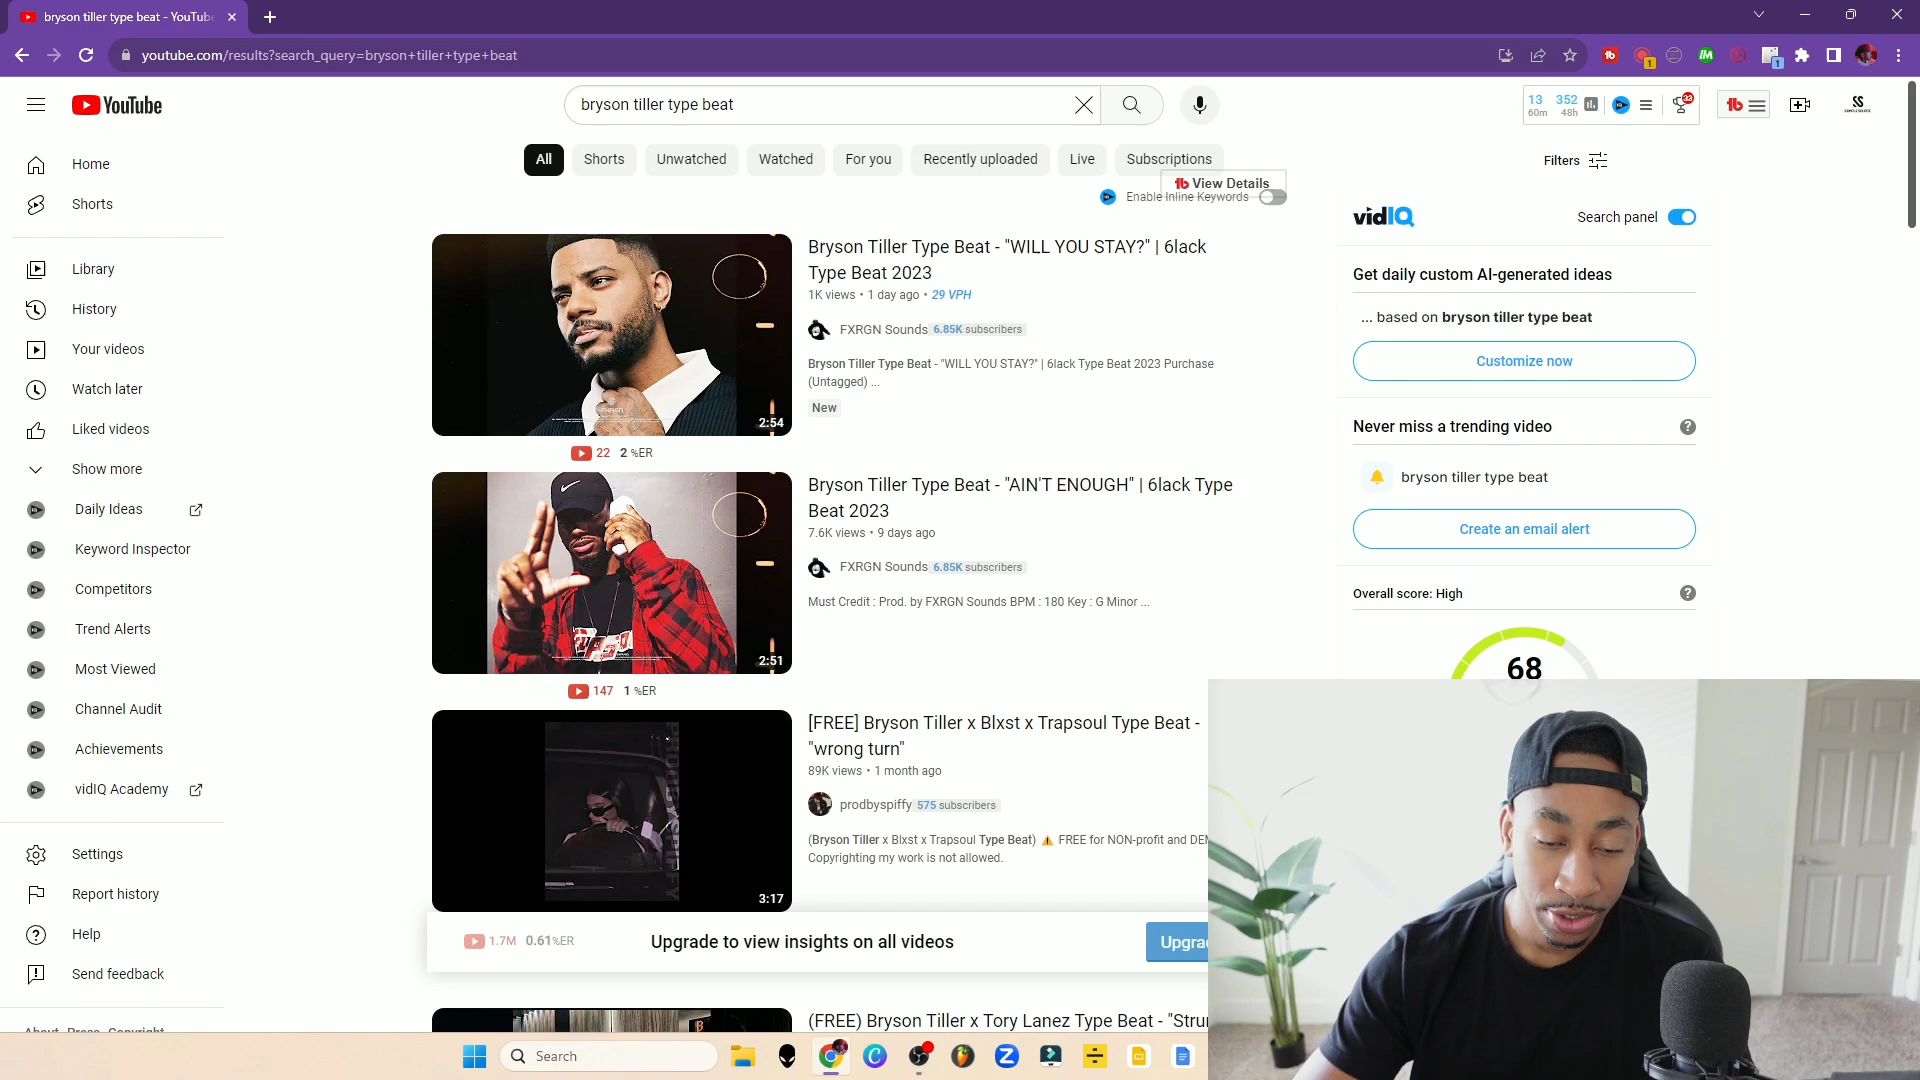 bryson tiller type beat - YouTube
youtube.com/results?search_query=bryson+tiller+type+beat
YouTube
bryson tiller type beat
13 352
60m 48h
33
All
Shorts
Unwatched
Watched
For you
Recently uploaded
Live
Subscriptions
Filters
View Details
Enable Inline Keywords
Home
Shorts
Library
History
Your videos
Watch later
Liked videos
Show more
Daily Ideas
Keyword Inspector
Competitors
Trend Alerts
Most Viewed
Channel Audit
Achievements
vidIQ Academy
Settings
Report history
Help
Send feedback
About Press Copyright
2:54
Bryson Tiller Type Beat - "WILL YOU STAY?" | 6lack
Type Beat 2023
1K views • 1 day ago • 29 VPH
FXRGN Sounds 6.85K subscribers
Bryson Tiller Type Beat - "WILL YOU STAY?" | 6lack Type Beat 2023 Purchase
(Untagged) ...
New
22 2 %ER
2:51
Bryson Tiller Type Beat - "AIN'T ENOUGH" | 6lack Type
Beat 2023
7.6K views • 9 days ago
FXRGN Sounds 6.85K subscribers
Must Credit : Prod. by FXRGN Sounds BPM : 180 Key : G Minor ...
147 1 %ER
3:17
[FREE] Bryson Tiller x Blxst x Trapsoul Type Beat -
"wrong turn"
89K views • 1 month ago
prodbyspiffy 575 subscribers
(Bryson Tiller x Blxst x Trapsoul Type Beat) ⚠ FREE for NON-profit and DE
Copyrighting my work is not allowed.
1.7M 0.61%ER
Upgrade to view insights on all videos
Upgra
(FREE) Bryson Tiller x Tory Lanez Type Beat - "Stru
vidIQ
Search panel
Get daily custom AI-generated ideas
... based on bryson tiller type beat
Customize now
Never miss a trending video
bryson tiller type beat
Create an email alert
Overall score: High
68
Search